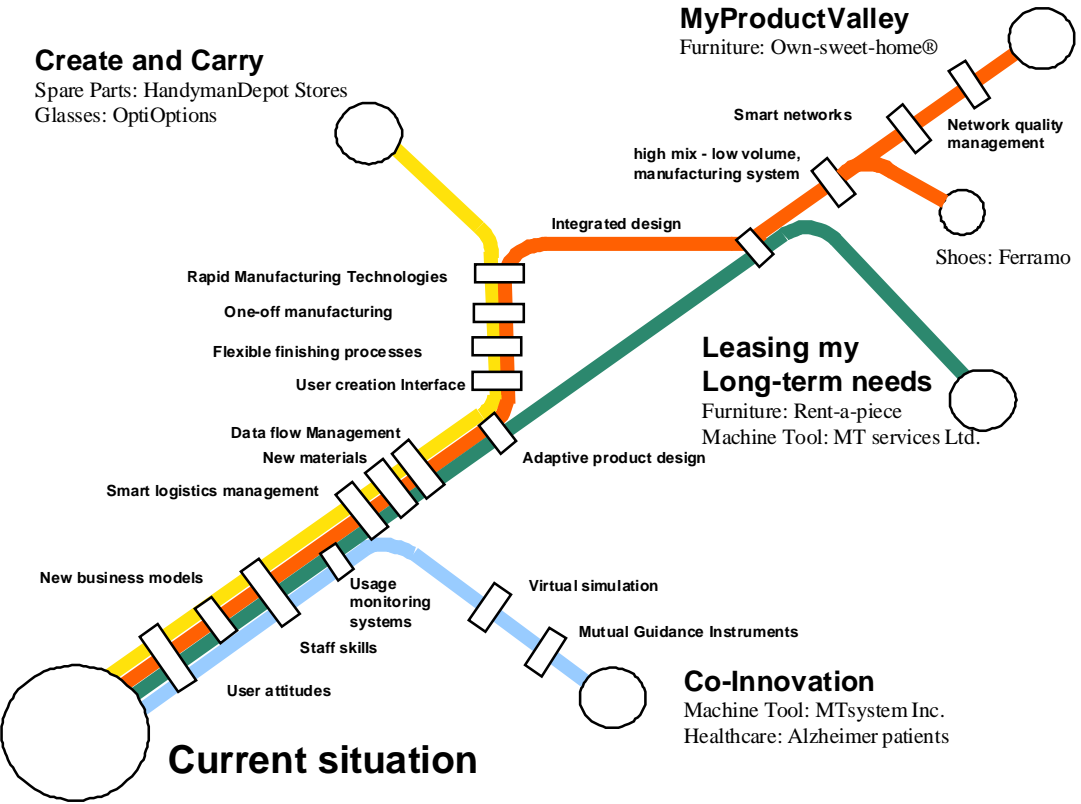 MyProductValley
Furniture: Own-sweet-home®
Create and Carry
Spare Parts: HandymanDepot Stores
Glasses: OptiOptions
Smart networks
Network quality
management
high mix - low volume,
manufacturing system
Integrated design
Shoes: Ferramo
Rapid Manufacturing Technologies
One-off manufacturing
Flexible finishing processes
User creation Interface
Leasing my
Long-term needs
Furniture: Rent-a-piece
Machine Tool: MT services Ltd.
Data flow Management
New materials
Adaptive product design
Smart logistics management
New business models
Usage
monitoring
systems
Virtual simulation
Staff skills
Mutual Guidance Instruments
User attitudes
Co-Innovation
Machine Tool: MTsystem Inc.
Healthcare: Alzheimer patients
Current situation